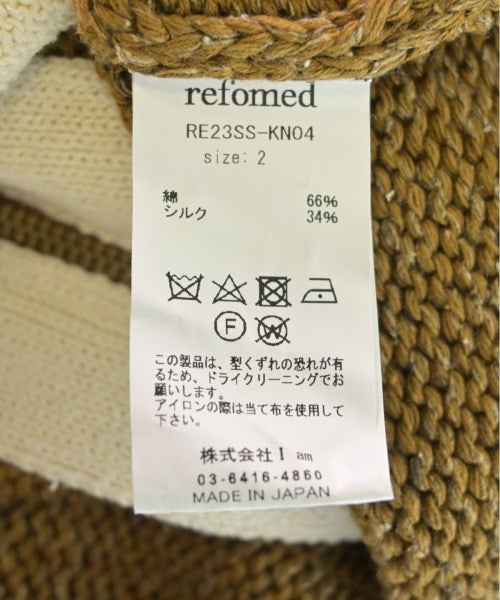 refomed
RE23SS-KN04
size: 2
綿 66%
シルク 34%
F W
この製品は、型くずれの恐れが有
るため、ドライクリーニングでお
願いします。
アイロンの際は当て布を使用して
下さい。
株式会社I am
03-6416-4860
MADE IN JAPAN